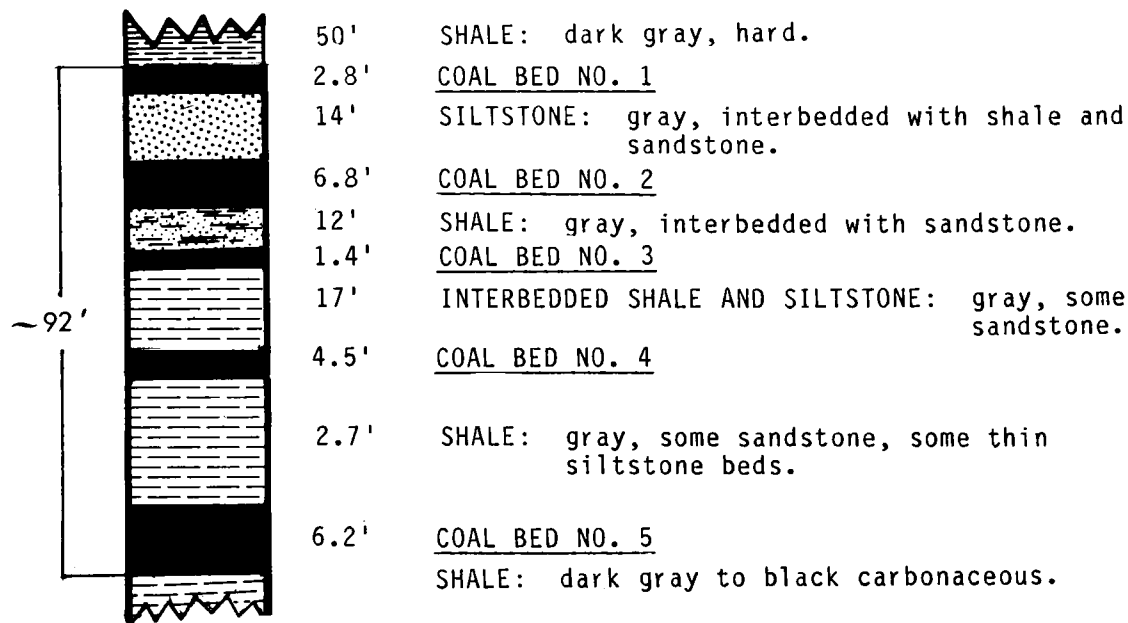 50' SHALE: dark gray, hard.
2.8' COAL BED NO. 1
14' SILTSTONE: gray, interbedded with shale and
sandstone.
6.8' COAL BED NO. 2
12' SHALE: gray, interbedded with sandstone.
1.4' COAL BED NO. 3
17' INTERBEDDED SHALE AND SILTSTONE: gray, some
sandstone.
~92'
4.5' COAL BED NO. 4
2.7' SHALE: gray, some sandstone, some thin
siltstone beds.
6.2' COAL BED NO. 5
SHALE: dark gray to black carbonaceous.